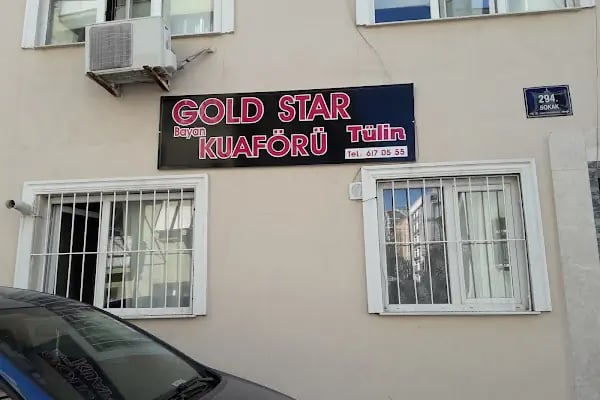 GOLD STAR
Bayan KUAFÖRÜ Tülin
Tel. 617 05 55
294.
SOKAK